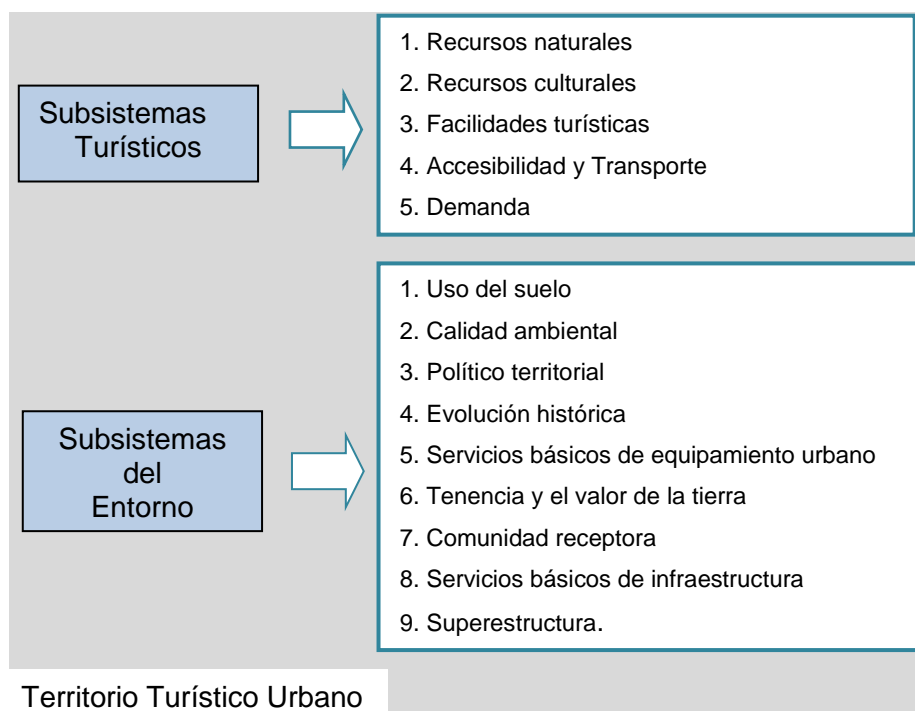 Subsistemas
Turísticos
1. Recursos naturales
2. Recursos culturales
3. Facilidades turísticas
4. Accesibilidad y Transporte
5. Demanda
Subsistemas
del
Entorno
1. Uso del suelo
2. Calidad ambiental
3. Político territorial
4. Evolución histórica
5. Servicios básicos de equipamiento urbano
6. Tenencia y el valor de la tierra
7. Comunidad receptora
8. Servicios básicos de infraestructura
9. Superestructura.
Territorio Turístico Urbano